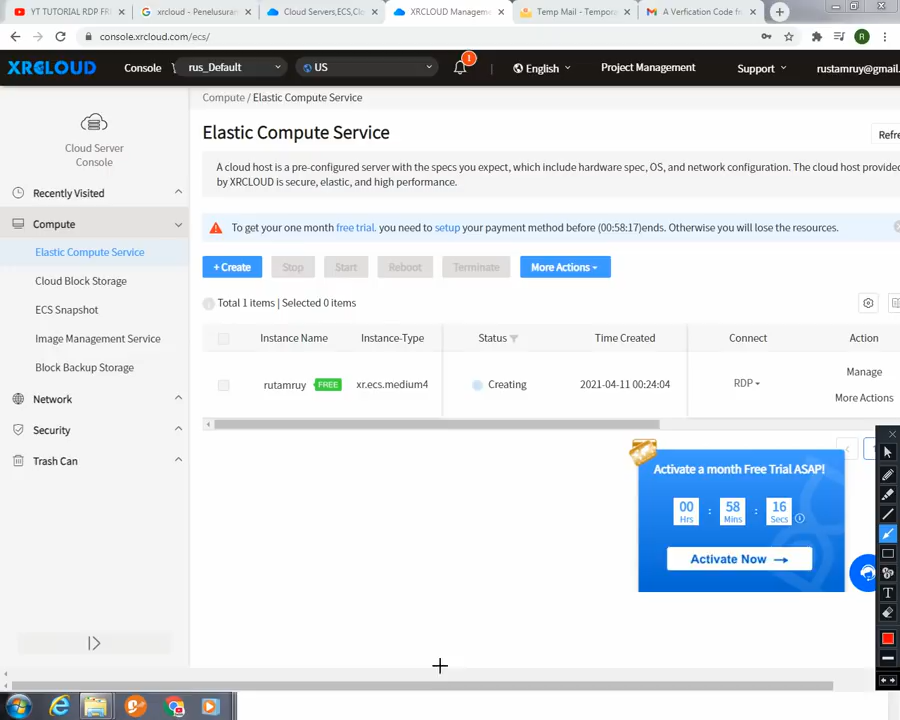 YT TUTORIAL RDP FR
xrcloud - Penelusura
Cloud Servers,ECS,Clo
XRCLOUD Manageme
Temp Mail - Tempora
A Verfication Code fr
console.xrcloud.com/ecs/
R
XRCLOUD
Console
rus_Default
US
1
English
Project Management
Support
rustamruy@gmail.
Compute / Elastic Compute Service
Cloud Server
Console
Recently Visited
Compute
Elastic Compute Service
Cloud Block Storage
ECS Snapshot
Image Management Service
Block Backup Storage
Network
Security
Trash Can
Elastic Compute Service
Refre
A cloud host is a pre-configured server with the specs you expect, which include hardware spec, OS, and network configuration. The cloud host provided
by XRCLOUD is secure, elastic, and high performance.
To get your one month free trial. you need to setup your payment method before (00:58:17)ends. Otherwise you will lose the resources.
+ Create
Stop
Start
Reboot
Terminate
More Actions
Total 1 items | Selected 0 items
Instance Name
Instance-Type
Status
Time Created
Connect
Action
rutamruy
FREE
xr.ecs.medium4
Creating
2021-04-11 00:24:04
RDP
Manage
More Actions
Activate a month Free Trial ASAP!
00 : 58 : 16
Hrs Mins Secs
Activate Now →
T